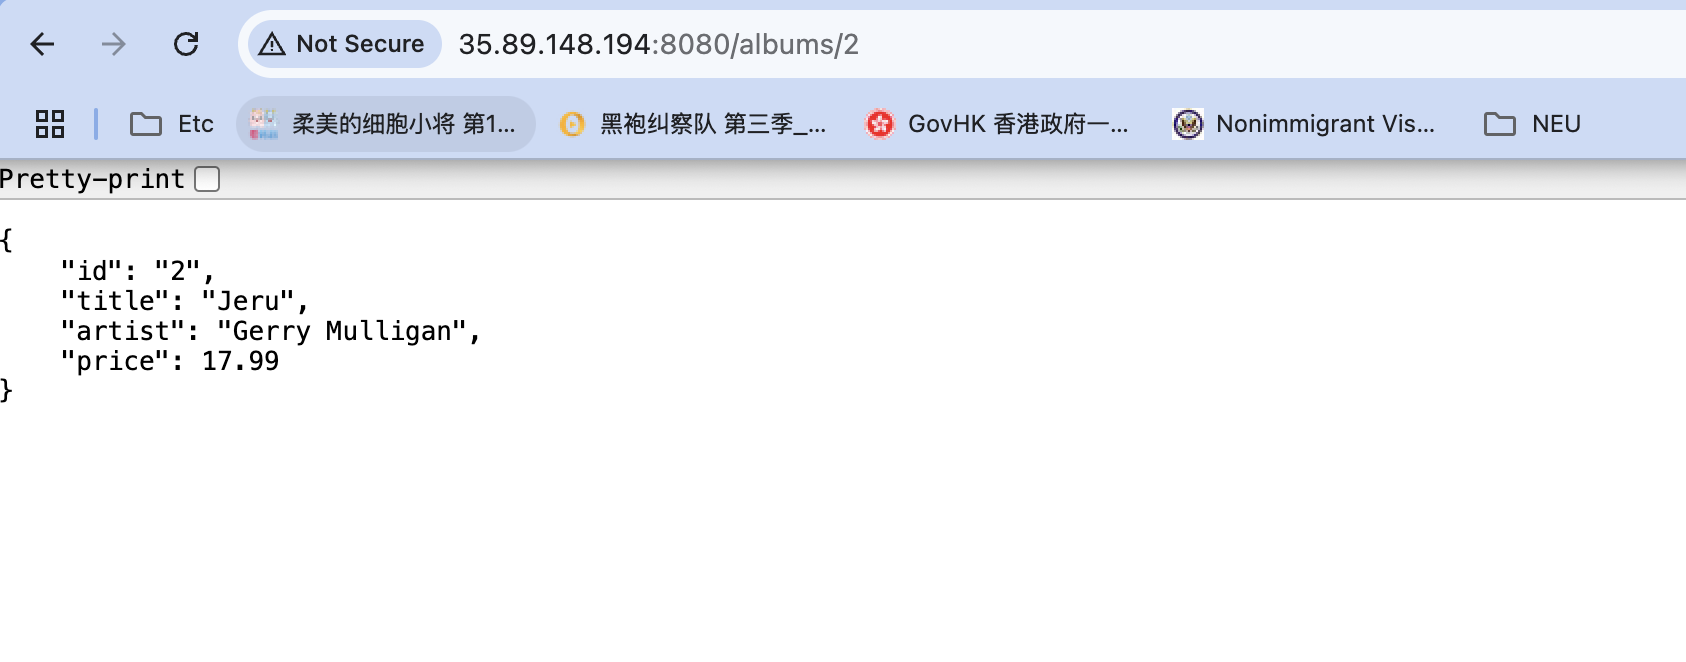 Not Secure 35.89.148.194:8080/albums/2
Etc 柔美的细胞小将 第1... 黑袍纠察队 第三季_... GovHK 香港政府一... Nonimmigrant Vis... NEU
Pretty-print
{
    "id": "2",
    "title": "Jeru",
    "artist": "Gerry Mulligan",
    "price": 17.99
}